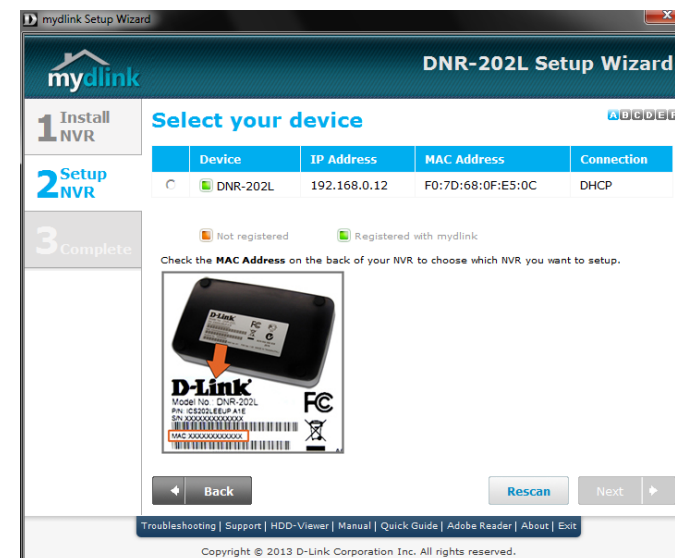 mydlink Setup Wizard
mydlink
DNR-202L Setup Wizard
1 Install NVR
2 Setup NVR
3 Complete
Select your device
A B C D E F
Device IP Address MAC Address Connection
DNR-202L 192.168.0.12 F0:7D:68:0F:E5:0C DHCP
Not registered Registered with mydlink
Check the MAC Address on the back of your NVR to choose which NVR you want to setup.
D-Link
D-Link
Model No.: DNR-202L
P/N: ICS202LEEUP A1E
S/N XXXXXXXXXXXXX
MAC XXXXXXXXXXXX
FC
Back
Rescan
Next
Troubleshooting | Support | HDD-Viewer | Manual | Quick Guide | Adobe Reader | About | Exit
Copyright © 2013 D-Link Corporation Inc. All rights reserved.